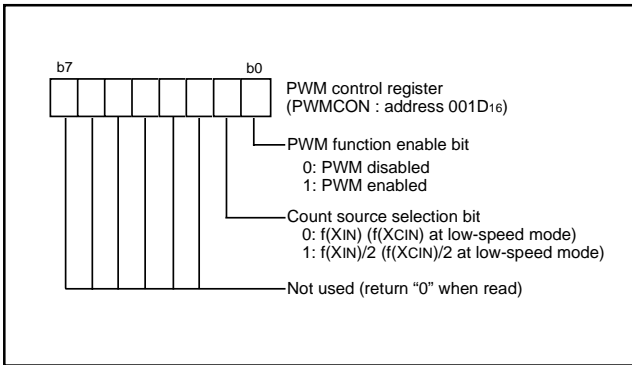 b7 b0
PWM control register
(PWMCON : address 001D16)
PWM function enable bit
0: PWM disabled
1: PWM enabled
Count source selection bit
0: f(XIN) (f(XCIN) at low-speed mode)
1: f(XIN)/2 (f(XCIN)/2 at low-speed mode)
Not used (return “0” when read)